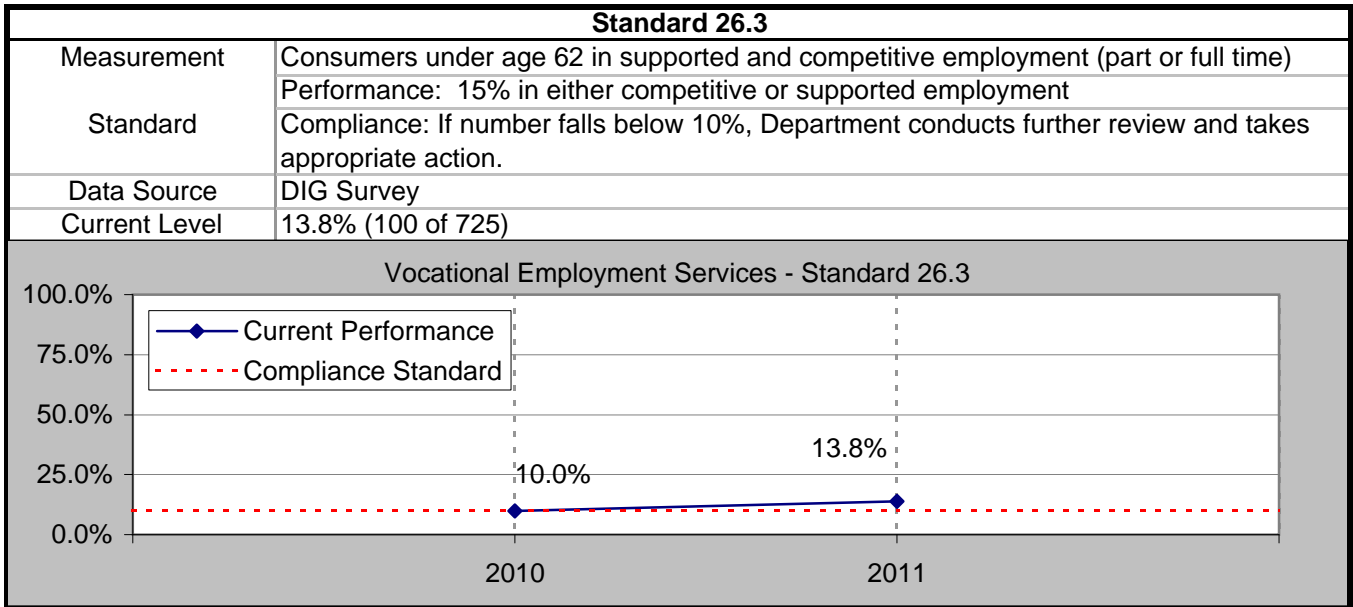 Standard 26.3
Measurement
Consumers under age 62 in supported and competitive employment (part or full time)
Standard
Performance: 15% in either competitive or supported employment
Compliance: If number falls below 10%, Department conducts further review and takes
appropriate action.
Data Source
DIG Survey
Current Level
13.8% (100 of 725)
Vocational Employment Services - Standard 26.3
100.0%
75.0%
50.0%
25.0%
0.0%
Current Performance
Compliance Standard
10.0%
13.8%
2010
2011